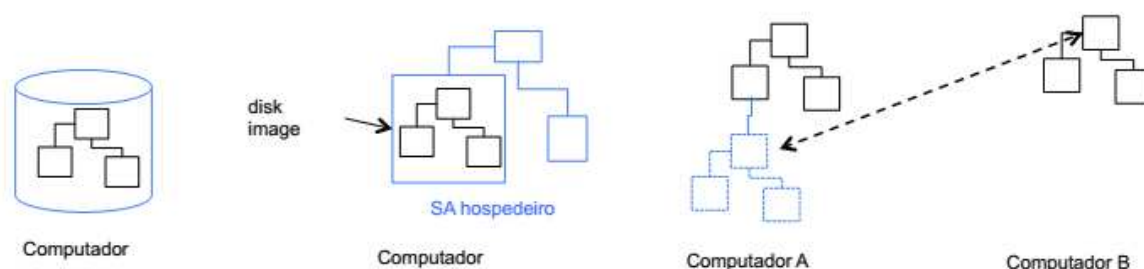 disk
image
SA hospedeiro
Computador
Computador
Computador A
Computador B